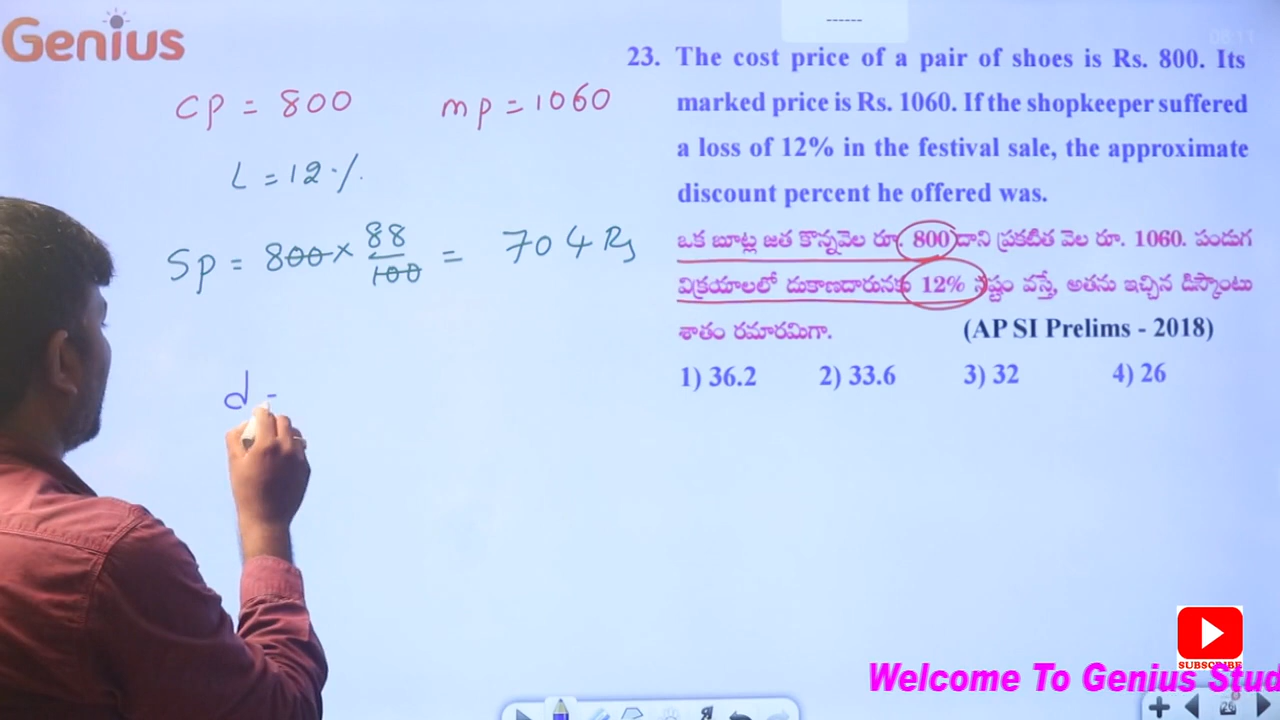 Genius
------
08:11
CP = 800
mp = 1060
L = 12 %
SP = 800 × 88/100 = 704 Rs
d =
23. The cost price of a pair of shoes is Rs. 800. Its
marked price is Rs. 1060. If the shopkeeper suffered
a loss of 12% in the festival sale, the approximate
discount percent he offered was.
ఒక బూట్ల జత కొన్నవెల రూ. 800 దాని ప్రకటిత వెల రూ. 1060. పండుగ
విక్రయాలలో దుకాణదారునకు 12% నష్టం వస్తే, అతను ఇచ్చిన డిస్కౌంటు
శాతం రమారమిగా. (AP SI Prelims - 2018)
1) 36.2 2) 33.6 3) 32 4) 26
SUBSCRIBE
Welcome To Genius Stud
26